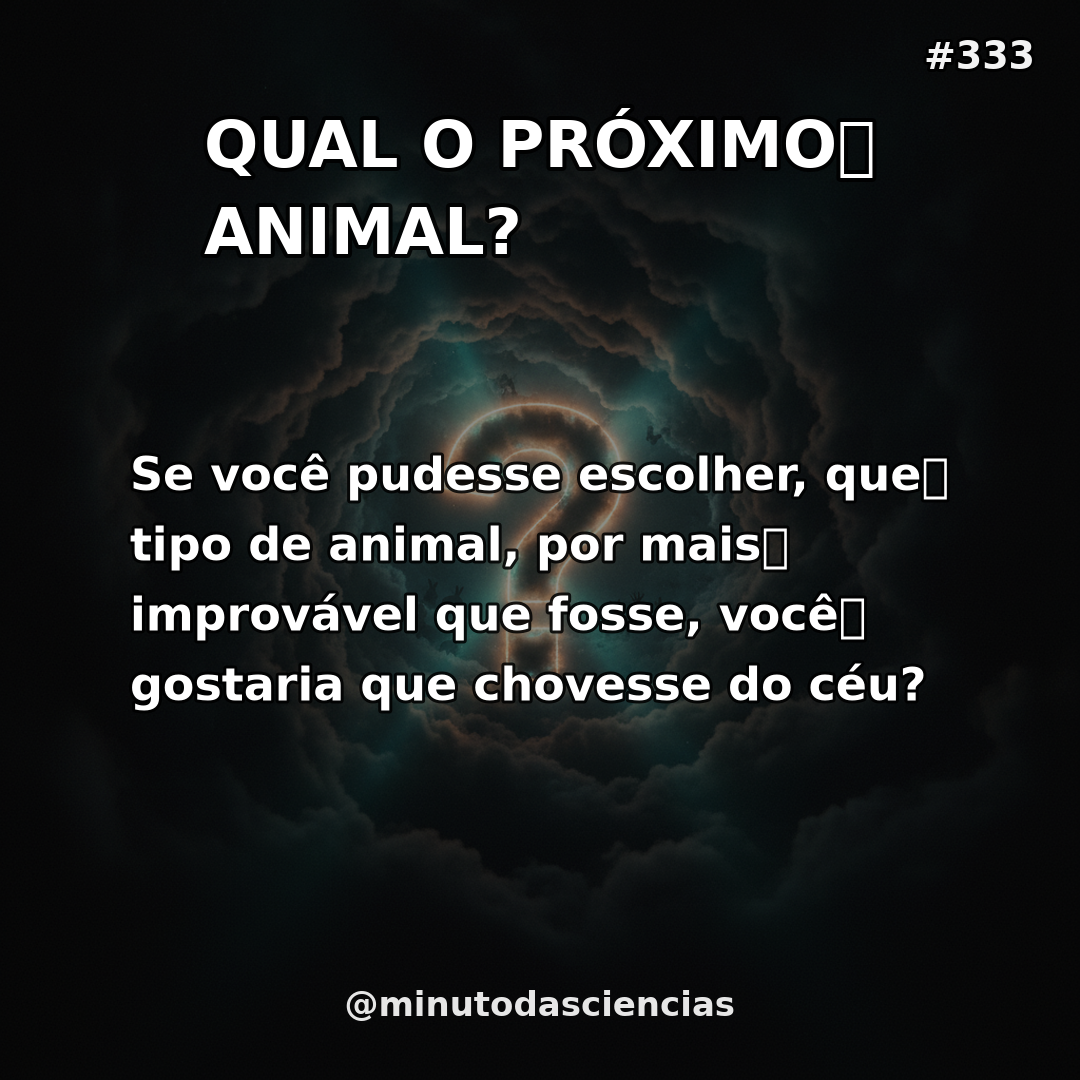 #333
QUAL O PRÓXIMO▯
ANIMAL?
Se você pudesse escolher, que▯
tipo de animal, por mais▯
improvável que fosse, você▯
gostaria que chovesse do céu?
@minutodasciencias